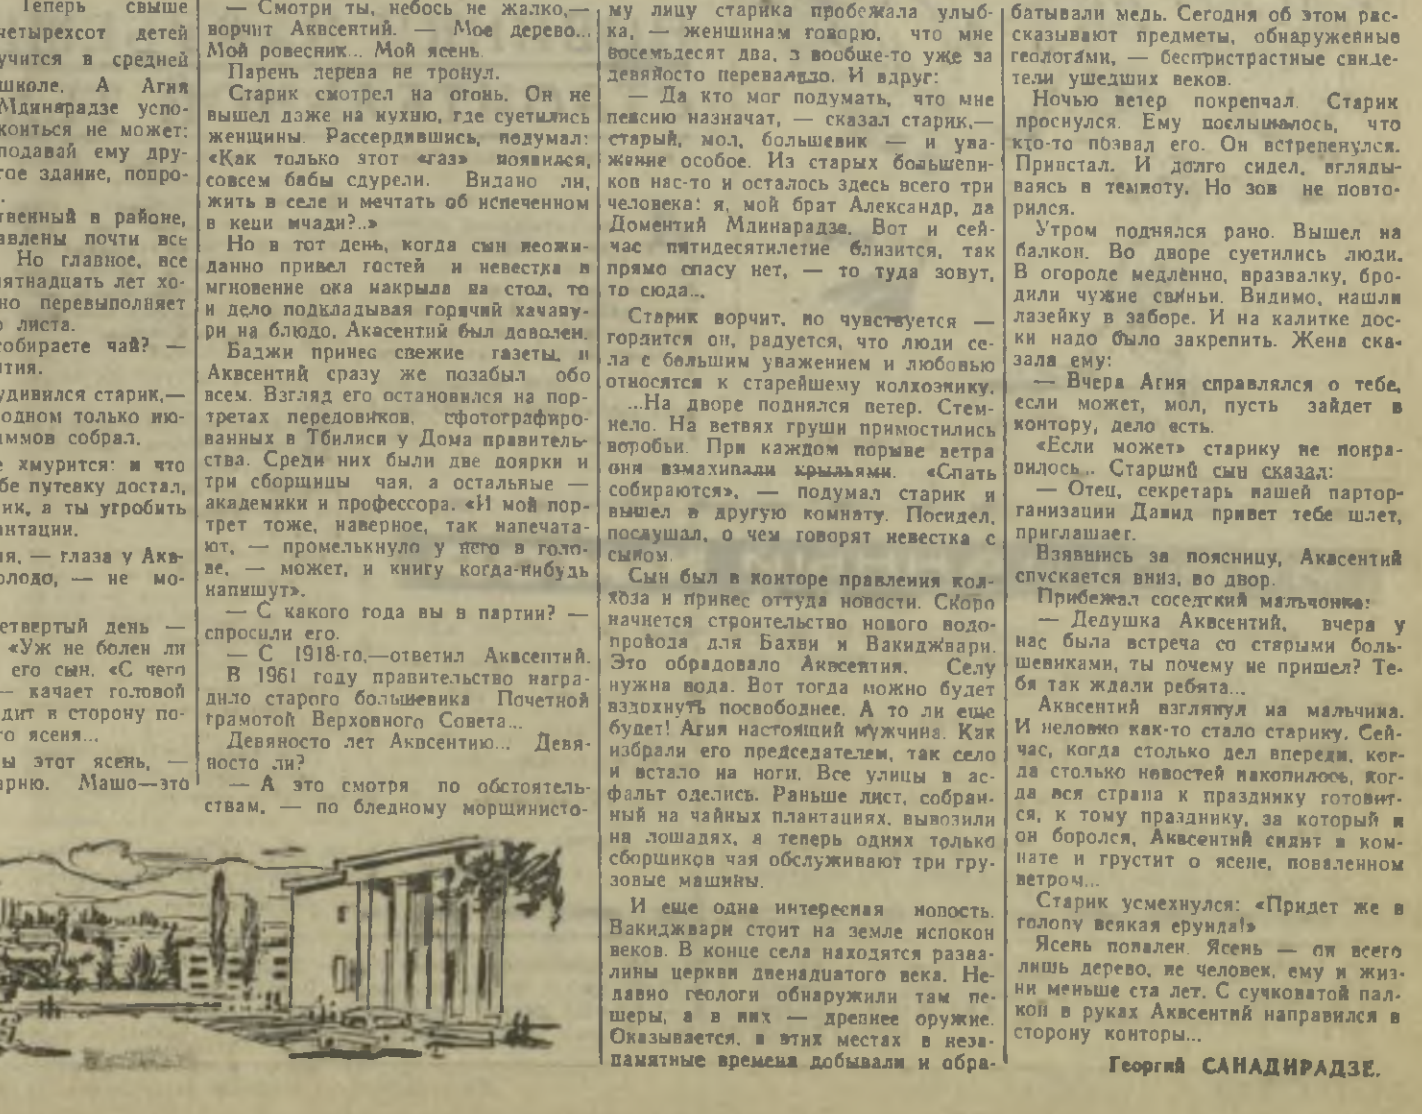 Теперь свыше
четырехсот детей
учится в средней
школе. А Агия
Мдинарадзе успо-
коиться не может:
подавай ему дру-
гое здание, попро-
твенный в районе,
авлены почти все
Но главное, все
ятнадцать лет хо-
но перевыполняет
листа.
собираете чай? —
удивился старик,—
одном только ию-
аммов собрал.
е хмурится: и что
бе путевку достал,
ик, а ты угробить
антации.
ия, — глаза у Акв-
олодо, — не мо-
етвертый день —
«Уж не болен ли
его сын. «С чего
— качает головой
дит в сторону по-
го ясеня...
ы этот ясень, —
арню. Машо—это
— Смотри ты, небось не жалко,—
ворчит Аквсентий. — Мое дерево...
Мой ровесник... Мой ясень.
Парень дерева не тронул.
Старик смотрел на огонь. Он не
вышел даже на кухню, где суетились
женщины. Рассердившись, подумал:
«Как только этот «газ» появился,
совсем бабы сдурели. Видано ли,
жить в селе и мечтать об испеченном
в кеци мчади?..»
Но в тот день, когда сын неожи-
данно привел гостей и невестка в
мгновение ока накрыла на стол, то
и дело подкладывая горячий хачапу-
ри на блюдо, Аквсентий был доволен.
Баджи принес свежие газеты, и
Аквсентий сразу же позабыл обо
всем. Взгляд его остановился на пор-
третах передовиков, сфотографиро-
ванных в Тбилиси у Дома правитель-
ства. Среди них были две доярки и
три сборщицы чая, а остальные —
академики и профессора. «И мой пор-
трет тоже, наверное, так напечата-
ют, — промелькнуло у него в голо-
ве, — может, и книгу когда-нибудь
напишут».
— С какого года вы в партии? —
спросили его.
— С 1918-го,—ответил Аквсентий.
В 1961 году правительство награ-
дило старого большевика Почетной
грамотой Верховного Совета...
Девяносто лет Аквсентию... Девя-
носто ли?
— А это смотря по обстоятель-
ствам, — по бледному морщинисто-
му лицу старика пробежала улыб-
ка, — женщинам говорю, что мне
восемьдесят два, а вообще-то уже за
девяносто перевалило. И вдруг:
— Да кто мог подумать, что мне
пенсию назначат, — сказал старик,—
старый, мол, большевик — и ува-
жение особое. Из старых большеви-
ков нас-то и осталось здесь всего три
человека: я, мой брат Александр, да
Доментий Мдинарадзе. Вот и сей-
час пятидесятилетие близится, так
прямо спасу нет, — то туда зовут,
то сюда...
Старик ворчит, но чувствуется —
гордится он, радуется, что люди се-
ла с большим уважением и любовью
относятся к старейшему колхознику.
...На дворе поднялся ветер. Стем-
нело. На ветвях груши примостились
воробьи. При каждом порыве ветра
они взмахивали крыльями. «Спать
собираются», — подумал старик и
вышел в другую комнату. Посидел,
послушал, о чем говорят невестка с
сыном.
Сын был в конторе правления кол-
хоза и принес оттуда новости. Скоро
начнется строительство нового водо-
провода для Бахви и Вакиджвари.
Это обрадовало Аквсентия. Селу
нужна вода. Вот тогда можно будет
вздохнуть посвободнее. А то ли еще
будет! Агия настоящий мужчина. Как
избрали его председателем, так село
и встало на ноги. Все улицы в ас-
фальт оделись. Раньше лист, собран-
ный на чайных плантациях, вывозили
на лошадях, а теперь одних только
сборщиков чая обслуживают три гру-
зовые машины.
И еще одна интересная новость.
Вакиджвари стоит на земле испокон
веков. В конце села находятся разва-
лины церкви двенадцатого века. Не-
давно геологи обнаружили там пе-
щеры, а в них — древнее оружие.
Оказывается, в этих местах в неза-
памятные времена добывали и обра-
батывали медь. Сегодня об этом рас-
сказывают предметы, обнаруженные
геологами, — беспристрастные свиде-
тели ушедших веков.
Ночью ветер покрепчал. Старик
проснулся. Ему послышалось, что
кто-то позвал его. Он встрепенулся.
Привстал. И долго сидел, вгляды-
ваясь в темноту. Но зов не повто-
рился.
Утром поднялся рано. Вышел на
балкон. Во дворе суетились люди.
В огороде медленно, вразвалку, бро-
дили чужие свиньи. Видимо, нашли
лазейку в заборе. И на калитке дос-
ки надо было закрепить. Жена ска-
зала ему:
— Вчера Агия справлялся о тебе,
если может, мол, пусть зайдет в
контору, дело есть.
«Если может» старику не понра-
вилось... Старший сын сказал:
— Отец, секретарь нашей партор-
ганизации Давид привет тебе шлет,
приглашает.
Взявшись за поясницу, Аквсентий
спускается вниз, во двор.
Прибежал соседский мальчонка:
— Дедушка Аквсентий, вчера у
нас была встреча со старыми боль-
шевиками, ты почему не пришел? Те-
бя так ждали ребята...
Аквсентий взглянул на мальчика.
И неловко как-то стало старику. Сей-
час, когда столько дел впереди, ког-
да столько новостей накопилось, ког-
да вся страна к празднику готовит-
ся, к тому празднику, за который и
он боролся, Аквсентий сидит в ком-
нате и грустит о ясене, поваленном
ветром...
Старик усмехнулся: «Придет же в
голову всякая ерунда!»
Ясень повален. Ясень — он всего
лишь дерево, не человек, ему и жиз-
ни меньше ста лет. С сучковатой пал-
кой в руках Аквсентий направился в
сторону конторы...
Георгий САНАДИРАДЗЕ.